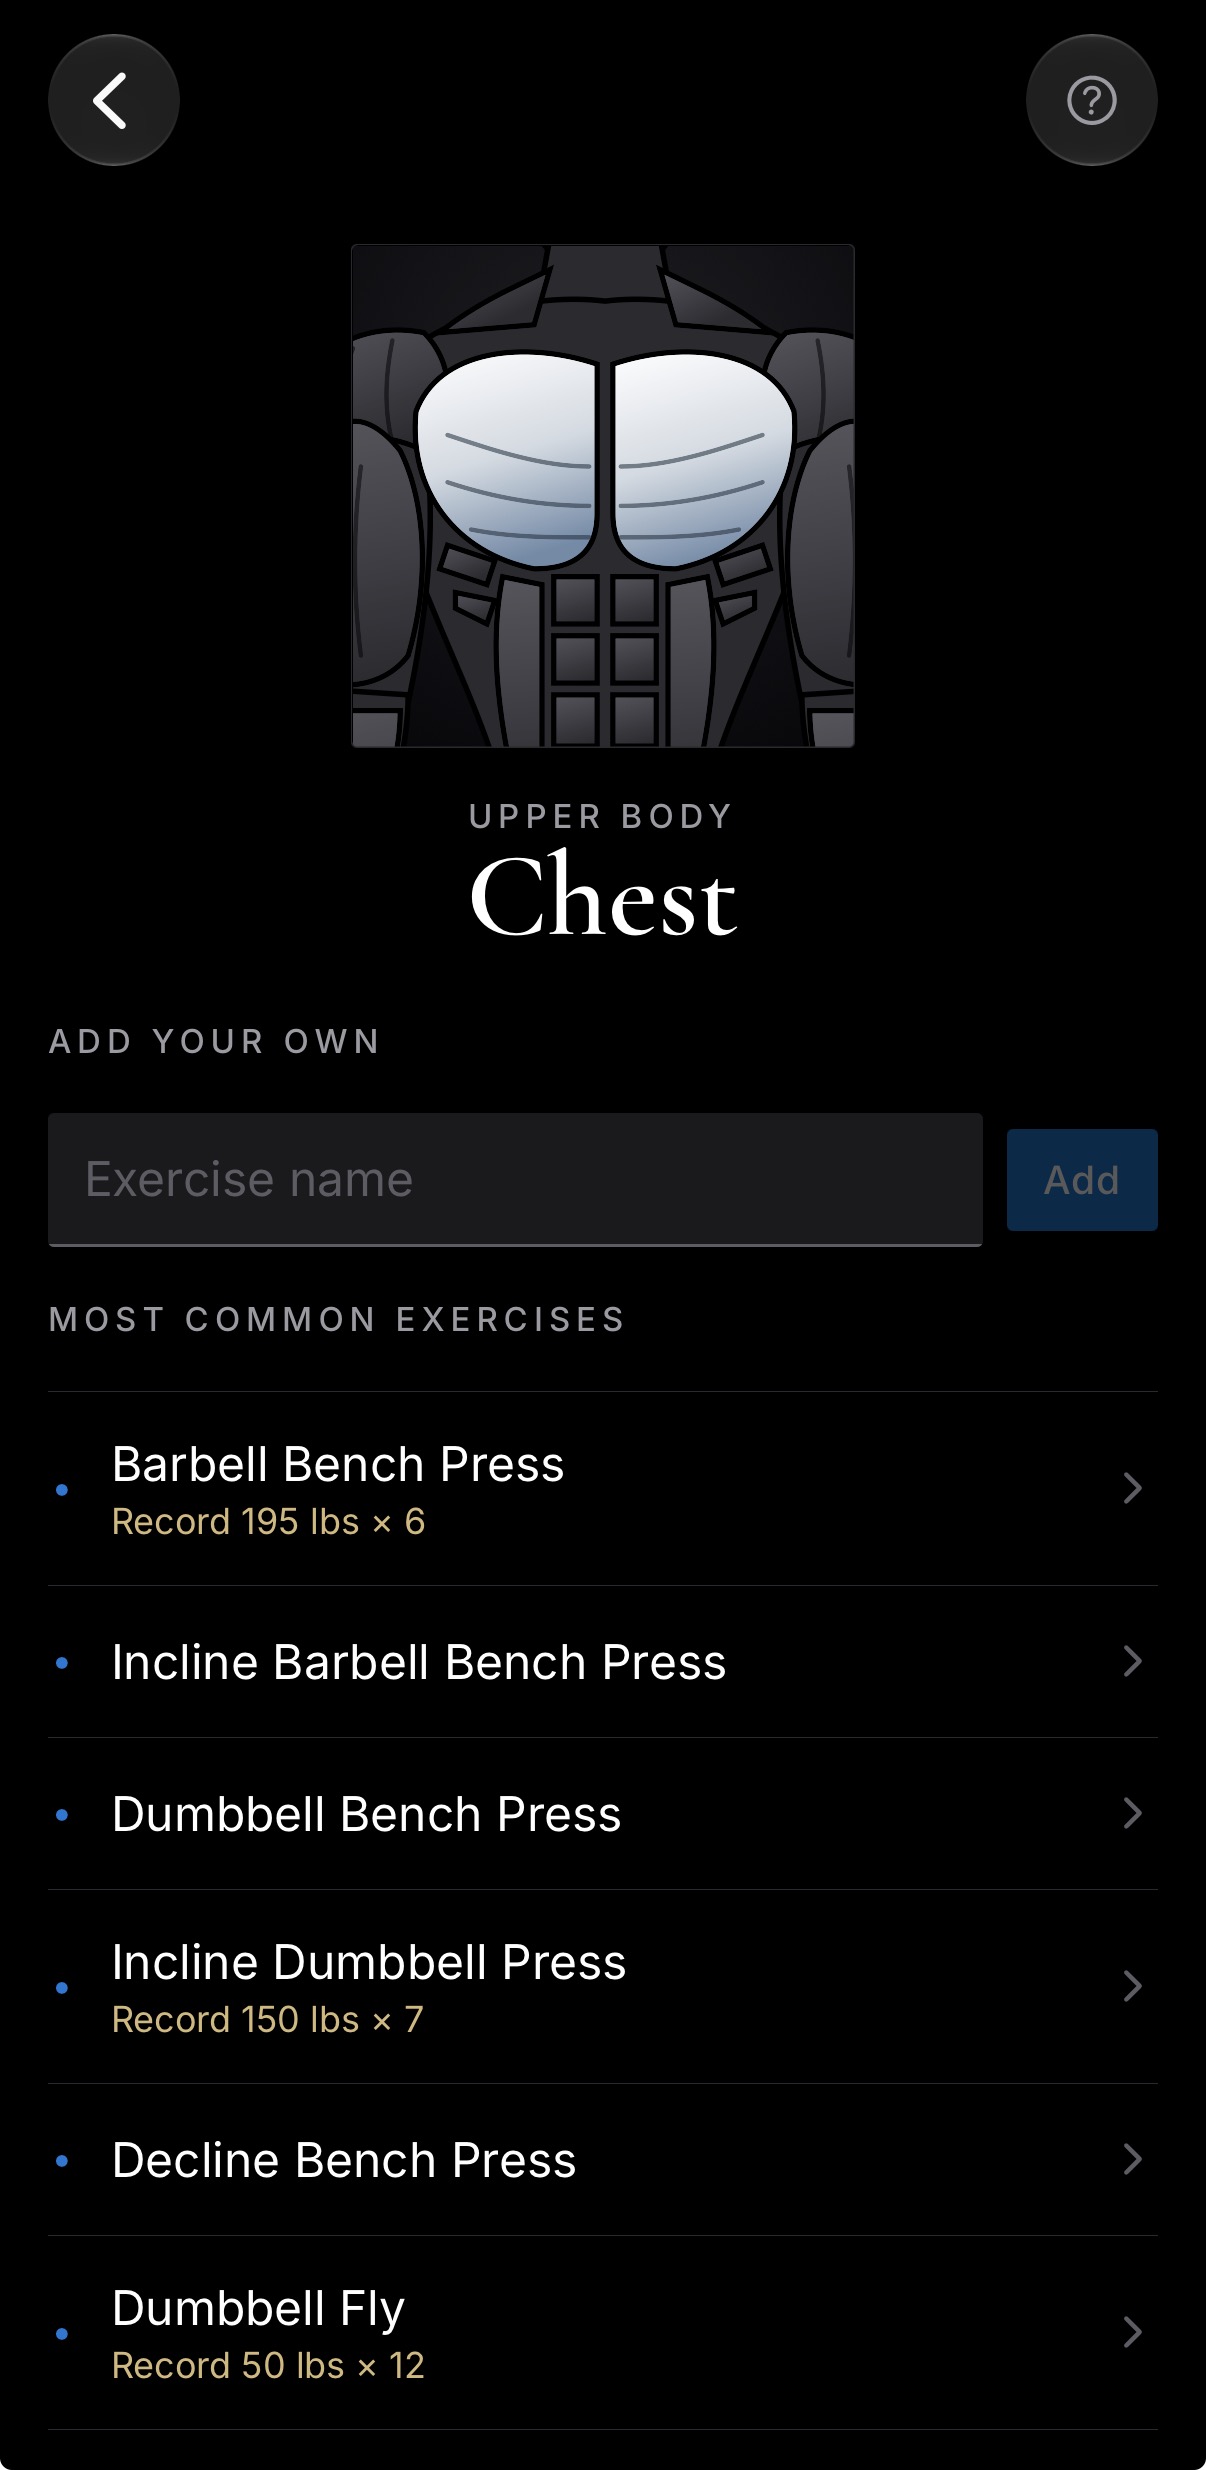 UPPER BODY
Chest
ADD YOUR OWN
Exercise name
Add
MOST COMMON EXERCISES
Barbell Bench Press
Record 195 lbs × 6
Incline Barbell Bench Press
Dumbbell Bench Press
Incline Dumbbell Press
Record 150 lbs × 7
Decline Bench Press
Dumbbell Fly
Record 50 lbs × 12